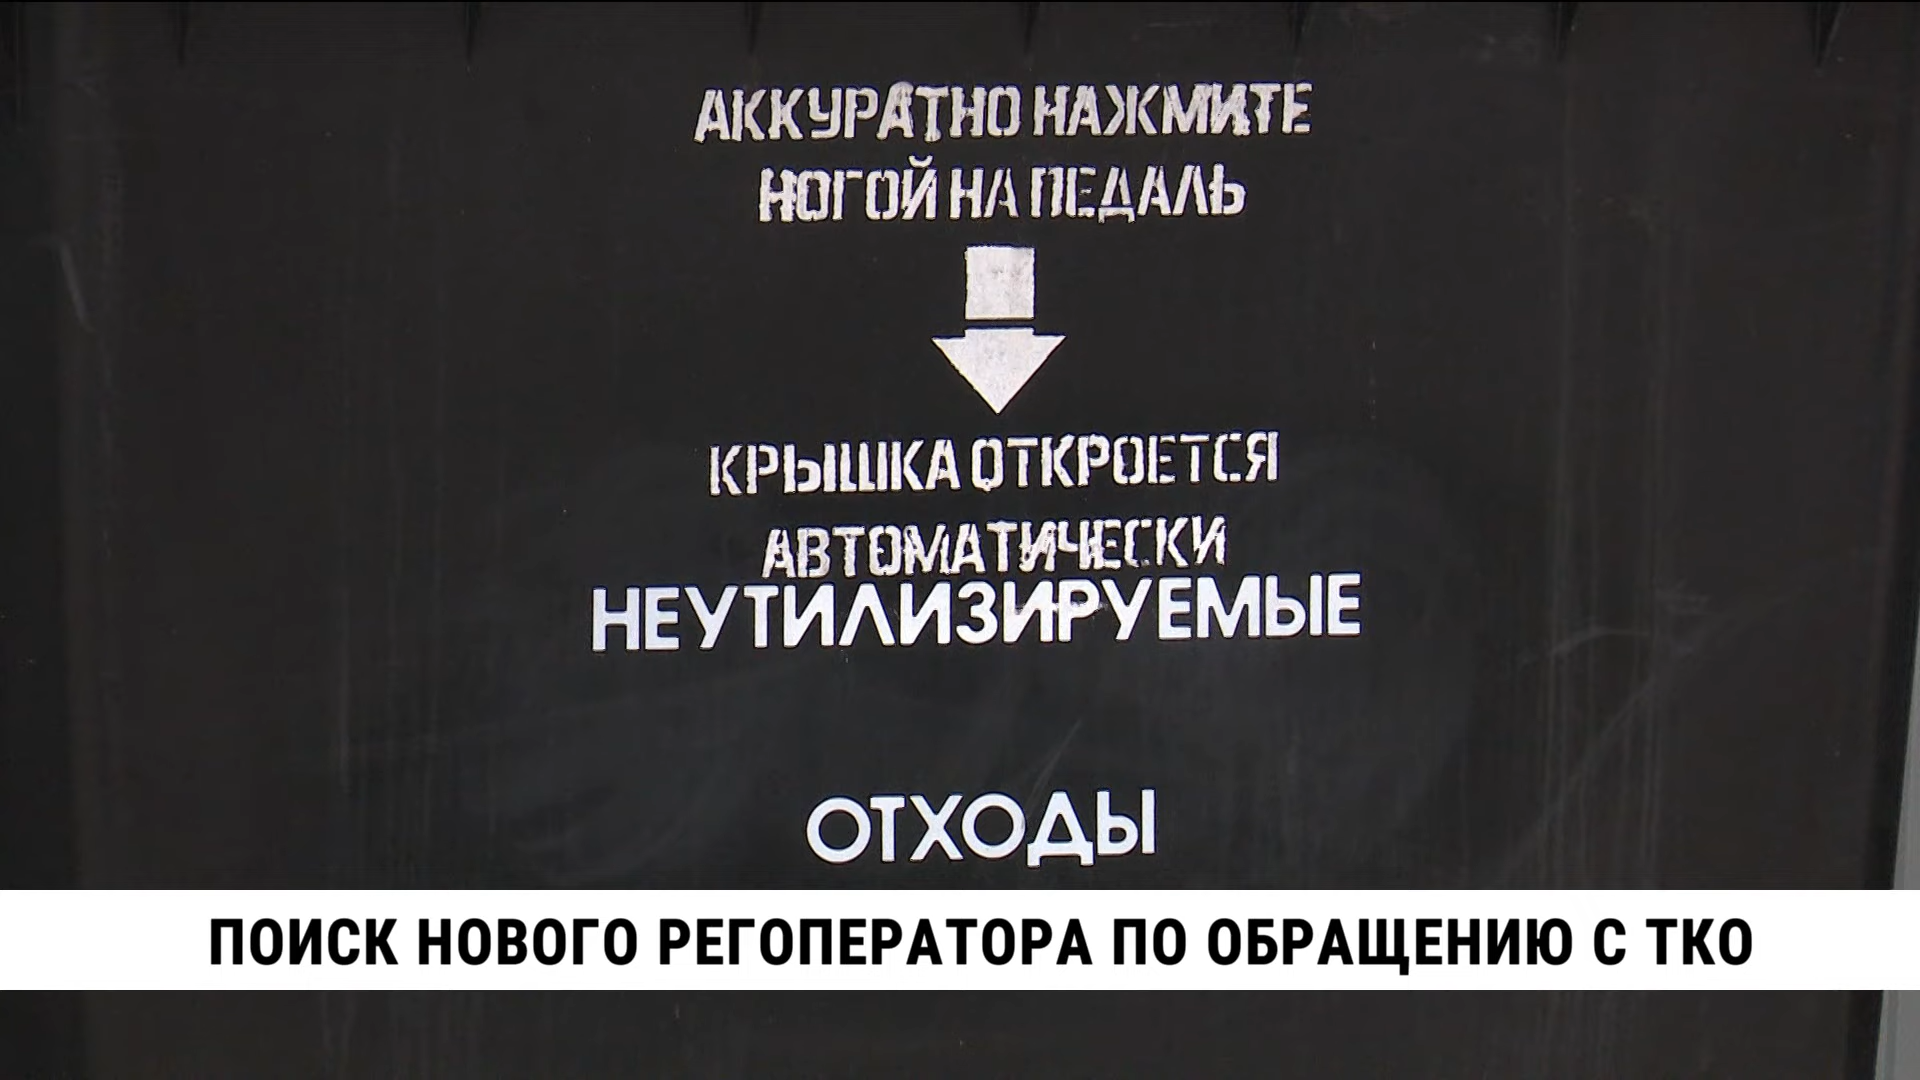 АККУРАТНО НАЖМИТЕ
НОГОЙ НА ПЕДАЛЬ
КРЫШКА ОТКРОЕТСЯ
АВТОМАТИЧЕСКИ
НЕУТИЛИЗИРУЕМЫЕ
ОТХОДЫ
ПОИСК НОВОГО РЕГОПЕРАТОРА ПО ОБРАЩЕНИЮ С ТКО